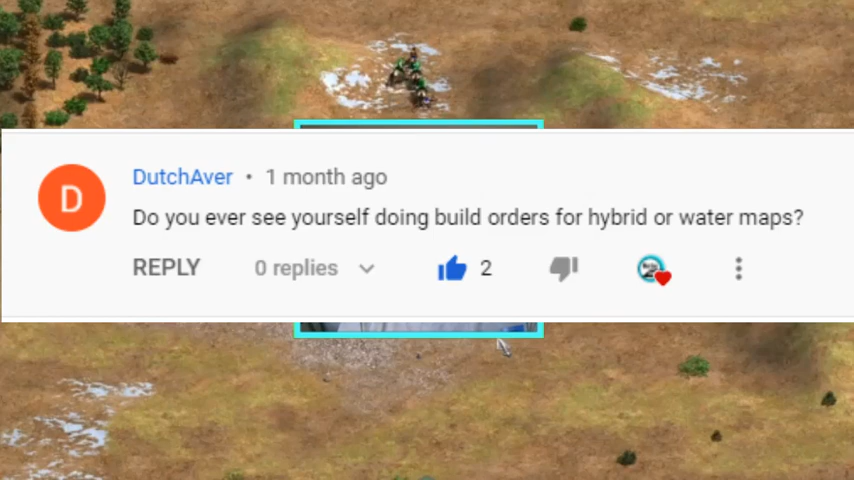 D
DutchAver • 1 month ago
Do you ever see yourself doing build orders for hybrid or water maps?
REPLY 0 replies 2